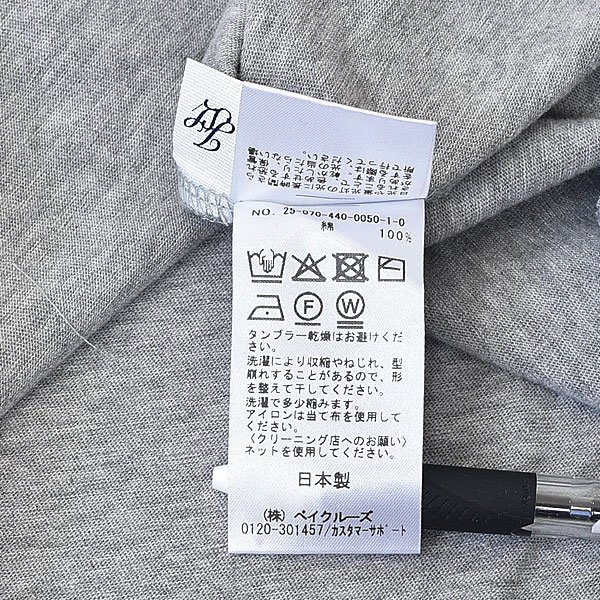 NO. 25-070-440-0050-1-0
綿
100%
F
W
タンブラー乾燥はお避けくだ
さい。
洗濯により収縮やねじれ、型
崩れすることがあるので、形
を整えて干してください。
洗濯で多少縮みます。
アイロンは当て布を使用して
ください。
〈クリーニング店へのお願い〉
ネットを使用してください。
日本製
(株) ベイクルーズ
0120-301457/カスタマーサポート